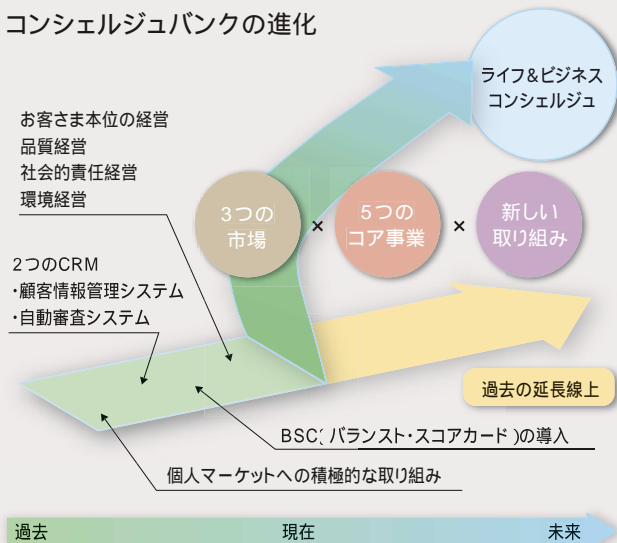 コンシェルジュバンクの進化
ライフ&ビジネス
コンシェルジュ
お客さま本位の経営
品質経営
社会的責任経営
環境経営
3つの
市場
×
5つの
コア事業
×
新しい
取り組み
2つのCRM
・顧客情報管理システム
・自動審査システム
過去の延長線上
BSC(バランスト・スコアカード)の導入
個人マーケットへの積極的な取り組み
過去 現在 未来